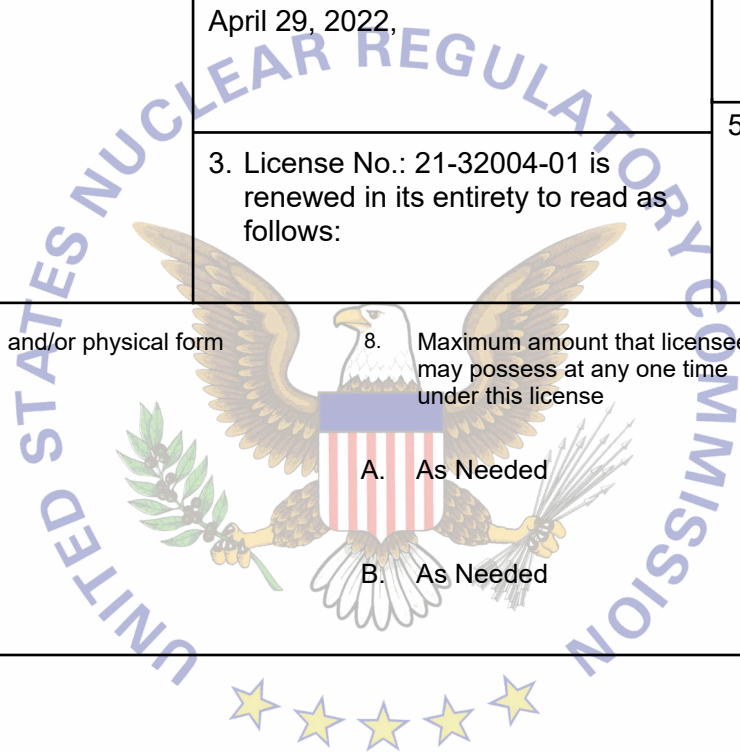 April 29, 2022,
5
3. License No.: 21-32004-01 is
renewed in its entirety to read as
follows:
and/or physical form
8. Maximum amount that licensee
may possess at any one time
under this license
A. As Needed
B. As Needed
UNITED STATES NUCLEAR REGULATORY COMMISSION